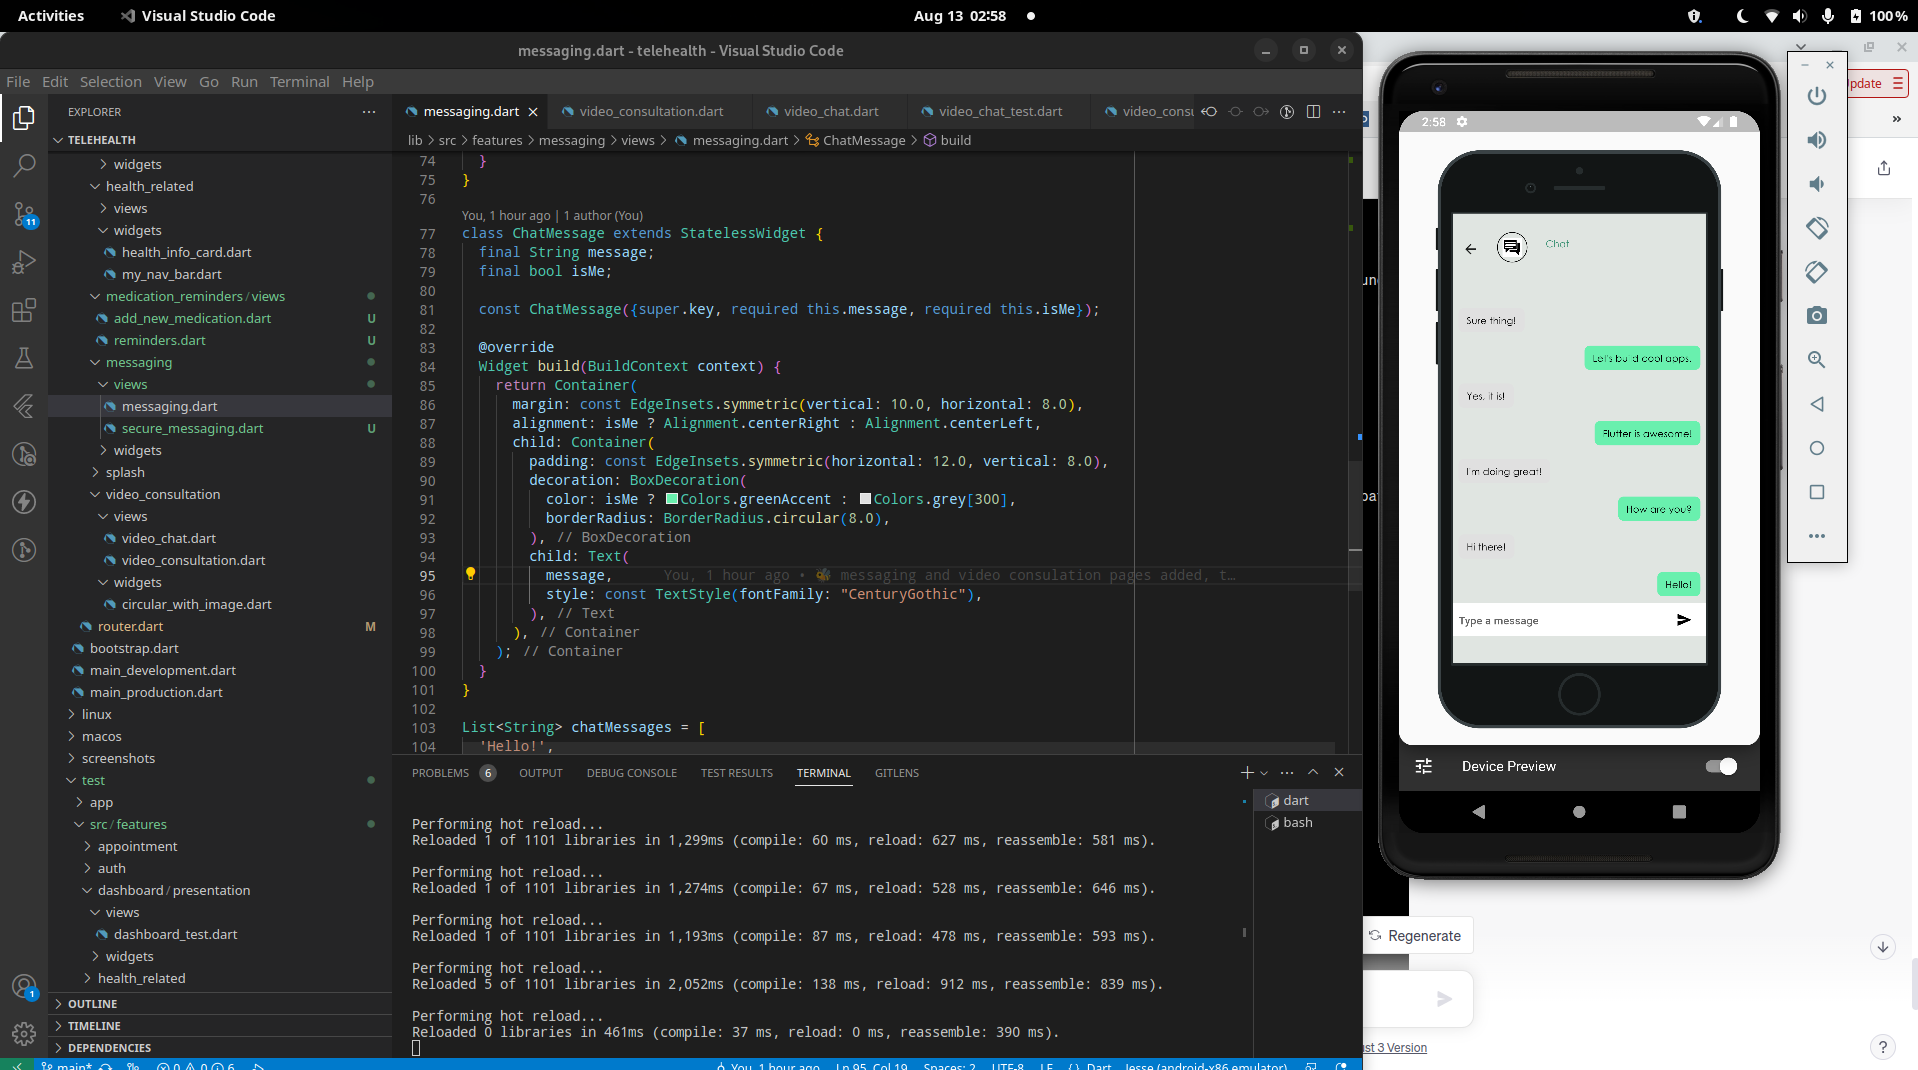 Activities
Visual Studio Code
Aug 13 02:58
100 %
messaging.dart - telehealth - Visual Studio Code
File Edit Selection View Go Run Terminal Help
EXPLORER
TELEHEALTH
widgets
health_related
views
widgets
health_info_card.dart
my_nav_bar.dart
medication_reminders / views
add_new_medication.dart U
reminders.dart U
messaging
views
messaging.dart
secure_messaging.dart U
widgets
splash
video_consultation
views
video_chat.dart
video_consultation.dart
widgets
circular_with_image.dart
router.dart M
bootstrap.dart
main_development.dart
main_production.dart
linux
macos
screenshots
test
app
src / features
appointment
auth
dashboard / presentation
views
dashboard_test.dart
widgets
health_related
OUTLINE
TIMELINE
DEPENDENCIES
11
1
messaging.dart video_consultation.dart video_chat.dart video_chat_test.dart video_consu
lib > src > features > messaging > views > messaging.dart > ChatMessage > build
74 }
75 }
76
You, 1 hour ago | 1 author (You)
77 class ChatMessage extends StatelessWidget {
78 final String message;
79 final bool isMe;
80
81 const ChatMessage({super.key, required this.message, required this.isMe});
82
83 @override
84 Widget build(BuildContext context) {
85 return Container(
86 margin: const EdgeInsets.symmetric(vertical: 10.0, horizontal: 8.0),
87 alignment: isMe ? Alignment.centerRight : Alignment.centerLeft,
88 child: Container(
89 padding: const EdgeInsets.symmetric(horizontal: 12.0, vertical: 8.0),
90 decoration: BoxDecoration(
91 color: isMe ? Colors.greenAccent : Colors.grey[300],
92 borderRadius: BorderRadius.circular(8.0),
93 ), // BoxDecoration
94 child: Text(
95 message, You, 1 hour ago • 🐝 messaging and video consulation pages added, t…
96 style: const TextStyle(fontFamily: "CenturyGothic"),
97 ), // Text
98 ), // Container
99 ); // Container
100 }
101 }
102
103 List<String> chatMessages = [
104 'Hello!',
PROBLEMS 6 OUTPUT DEBUG CONSOLE TEST RESULTS TERMINAL GITLENS
dart
bash
Performing hot reload...
Reloaded 1 of 1101 libraries in 1,299ms (compile: 60 ms, reload: 627 ms, reassemble: 581 ms).
Performing hot reload...
Reloaded 1 of 1101 libraries in 1,274ms (compile: 67 ms, reload: 528 ms, reassemble: 646 ms).
Performing hot reload...
Reloaded 1 of 1101 libraries in 1,193ms (compile: 87 ms, reload: 478 ms, reassemble: 593 ms).
Performing hot reload...
Reloaded 5 of 1101 libraries in 2,052ms (compile: 138 ms, reload: 912 ms, reassemble: 839 ms).
Performing hot reload...
Reloaded 0 libraries in 461ms (compile: 37 ms, reload: 0 ms, reassemble: 390 ms).
main* 0 0 6
You, 1 hour ago Ln 95, Col 19 Spaces: 2 UTF-8 LF {} Dart Jesse (android-x86 emulator)
2:58
Chat
Sure thing!
Let's build cool apps.
Yes, it is!
Flutter is awesome!
I'm doing great!
How are you?
Hi there!
Hello!
Type a message
Device Preview
pdate
Regenerate
ust 3 Version
?